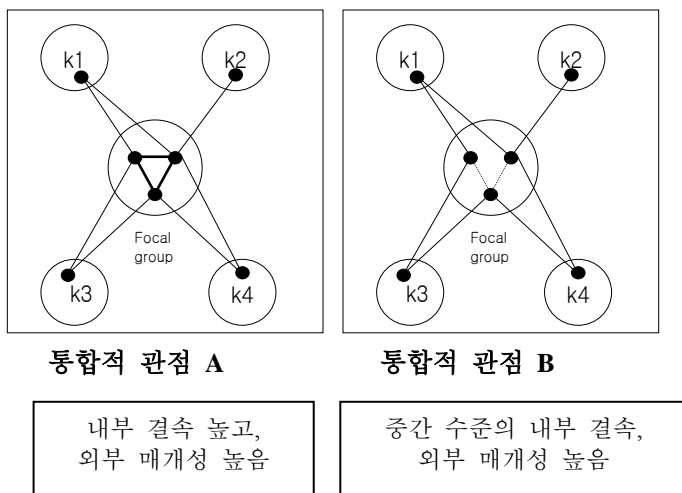 k1
k2
Focal
group
k3
k4
통합적 관점 A
내부 결속 높고,
외부 매개성 높음
k1
k2
Focal
group
k3
k4
통합적 관점 B
중간 수준의 내부 결속,
외부 매개성 높음